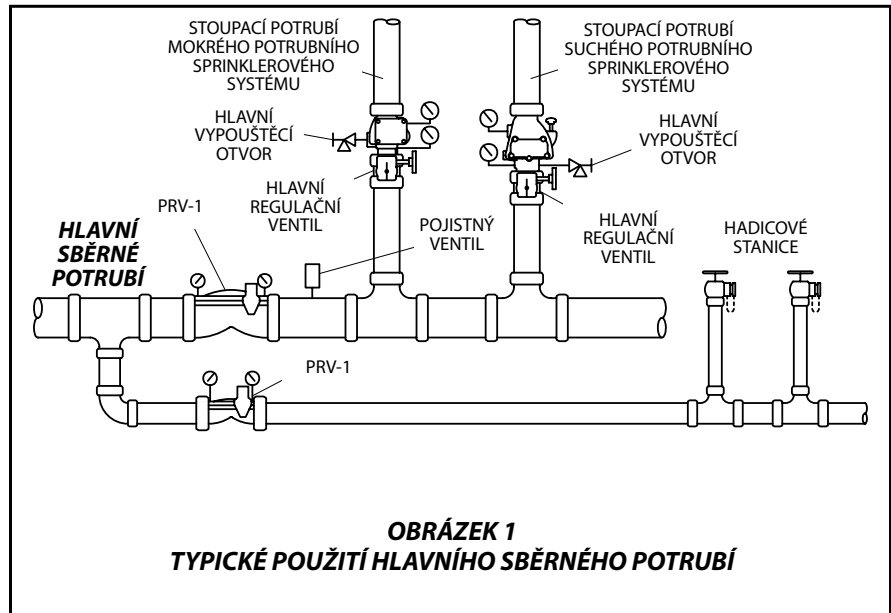 STOUPACÍ POTRUBÍ
MOKRÉHO POTRUBNÍHO
SPRINKLEROVÉHO
SYSTÉMU
STOUPACÍ POTRUBÍ
SUCHÉHO POTRUBNÍHO
SPRINKLEROVÉHO
SYSTÉMU
HLAVNÍ
VYPOUŠTĚCÍ
OTVOR
HLAVNÍ
VYPOUŠTĚCÍ
OTVOR
HLAVNÍ
REGULAČNÍ
VENTIL
PRV-1
POJISTNÝ
VENTIL
HLAVNÍ
REGULAČNÍ
VENTIL
HADICOVÉ
STANICE
HLAVNÍ
SBĚRNÉ
POTRUBÍ
PRV-1
OBRÁZEK 1
TYPICKÉ POUŽITÍ HLAVNÍHO SBĚRNÉHO POTRUBÍ